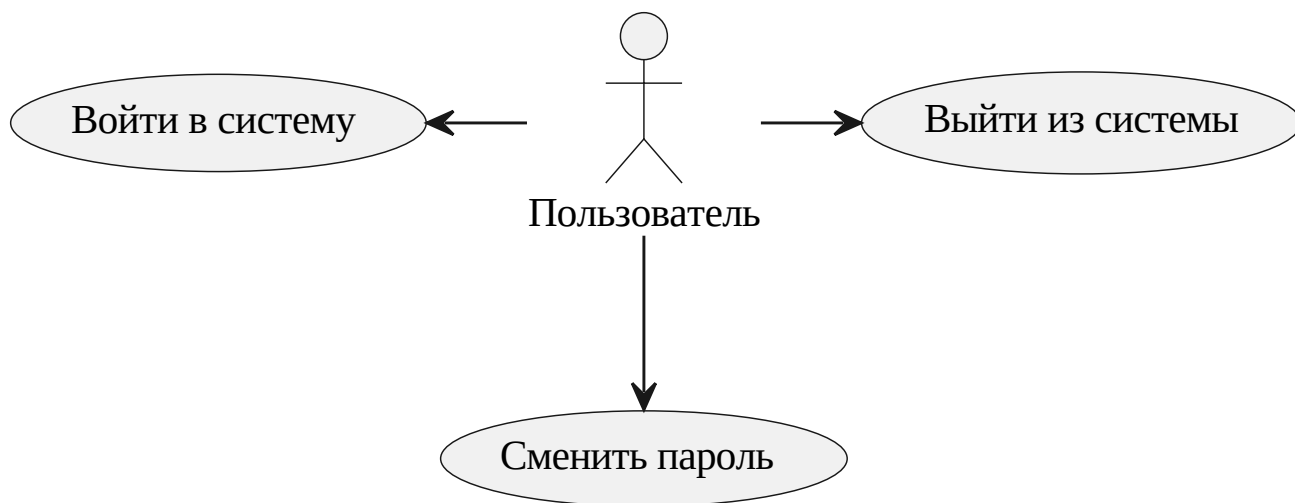 Войти в систему
Выйти из системы
Пользователь
Сменить пароль